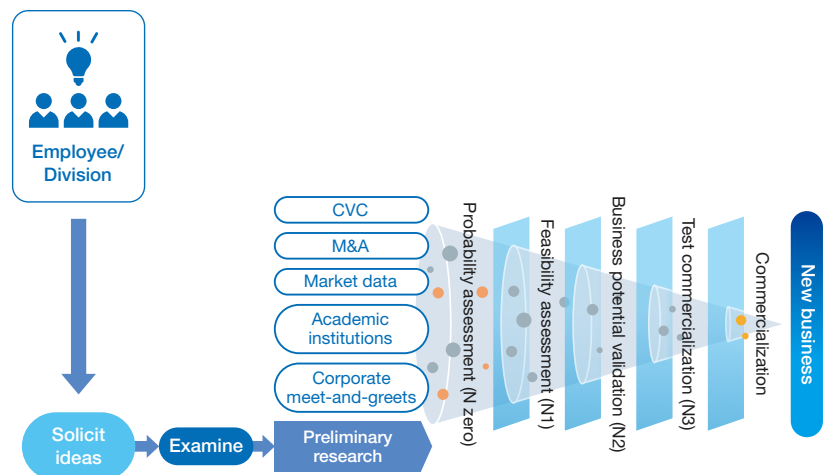 Employee/
Division
Solicit
ideas
Examine
Preliminary
research
CVC
M&A
Market data
Academic
institutions
Corporate
meet-and-greets
Probability assessment (N zero)
Feasibility assessment (N1)
Business potential validation (N2)
Test commercialization (N3)
Commercialization
New business